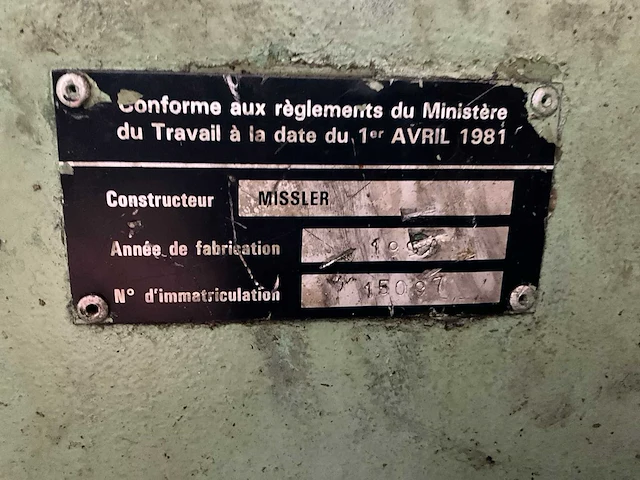 Conforme aux règlements du Ministère
du Travail à la date du 1er AVRIL 1981
Constructeur MISSLER
Année de fabrication
N° d'immatriculation